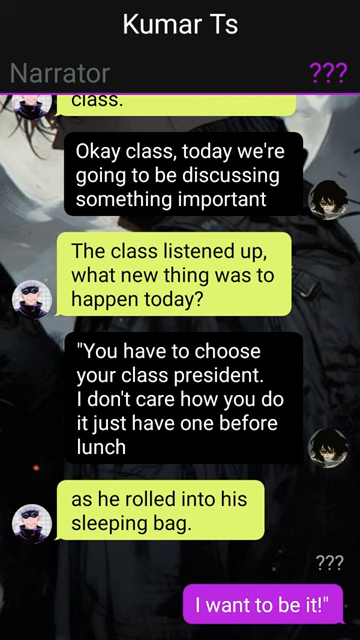 Kumar Ts
Narrator
???
class.
Okay class, today we're
going to be discussing
something important
The class listened up,
what new thing was to
happen today?
"You have to choose
your class president.
I don't care how you do
it just have one before
lunch
as he rolled into his
sleeping bag.
???
I want to be it!"